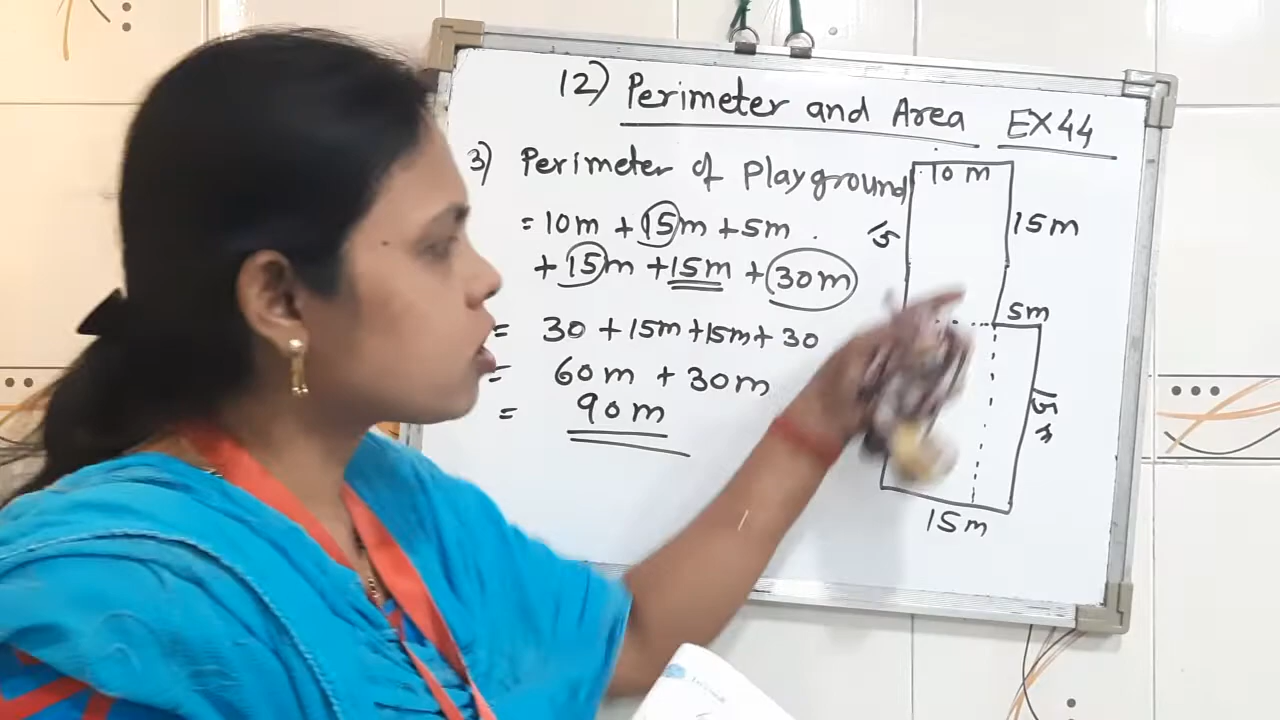 12) Perimeter and Area EX44
3) Perimeter of Playground
= 10m + 15m + 5m
+ 15m + 15m + 30m
= 30 + 15m + 15m + 30
= 60m + 30m
= 90m
10 m
15
15m
5m
15m